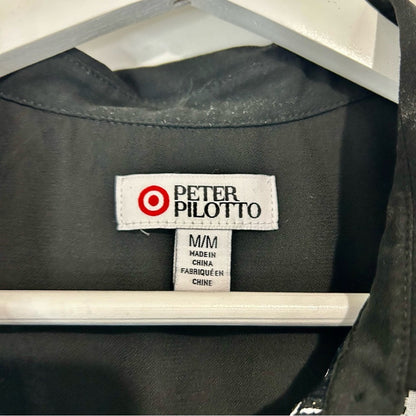 PETER
PILOTTO
M/M
MADE IN
CHINA
FABRIQUÉ EN
CHINE